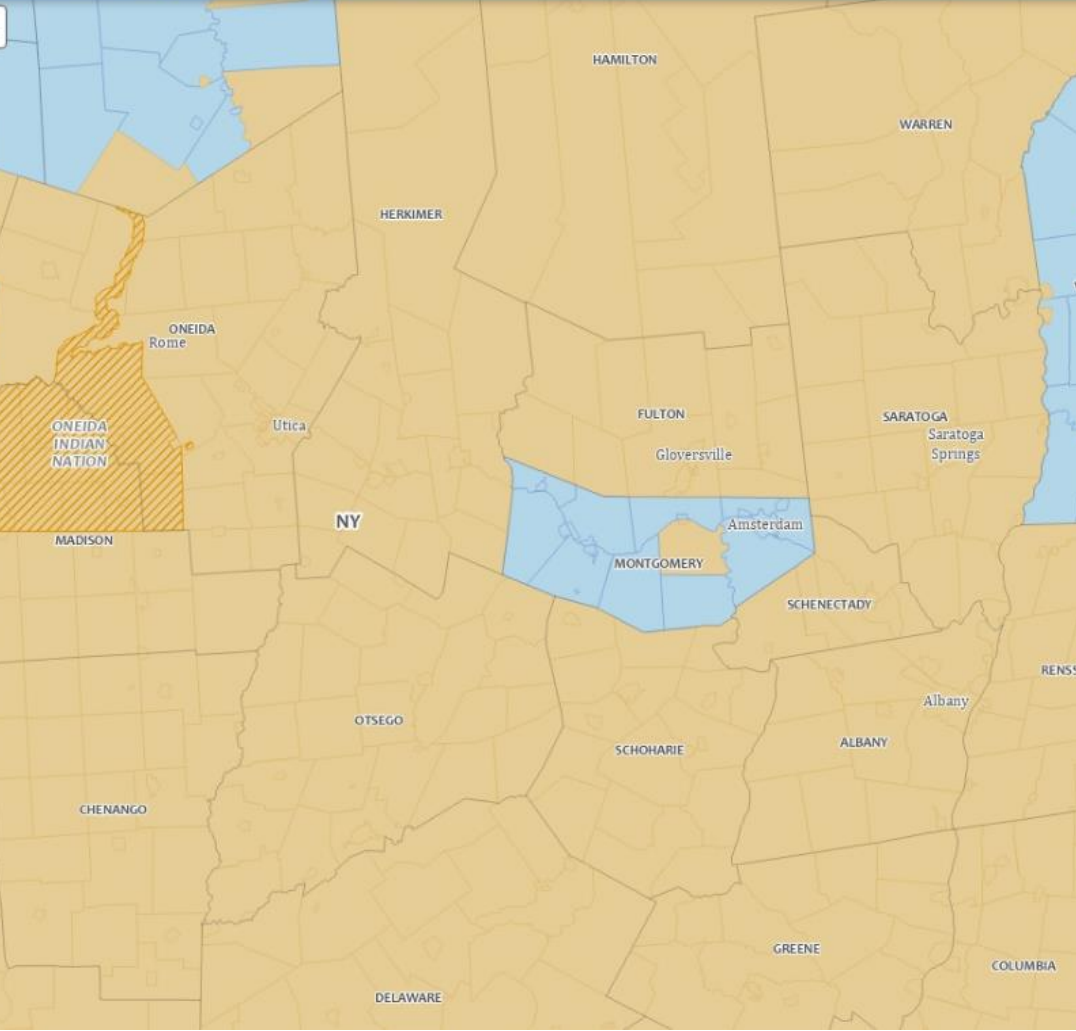 HAMILTON
WARREN
HERKIMER
ONEIDA
Rome
ONEIDA
INDIAN
NATION
Utica
FULTON
Gloversville
SARATOGA
Saratoga
Springs
NY
Amsterdam
MADISON
MONTGOMERY
SCHENECTADY
RENSS
Albany
OTSEGO
SCHOHARIE
ALBANY
CHENANGO
GREENE
COLUMBIA
DELAWARE